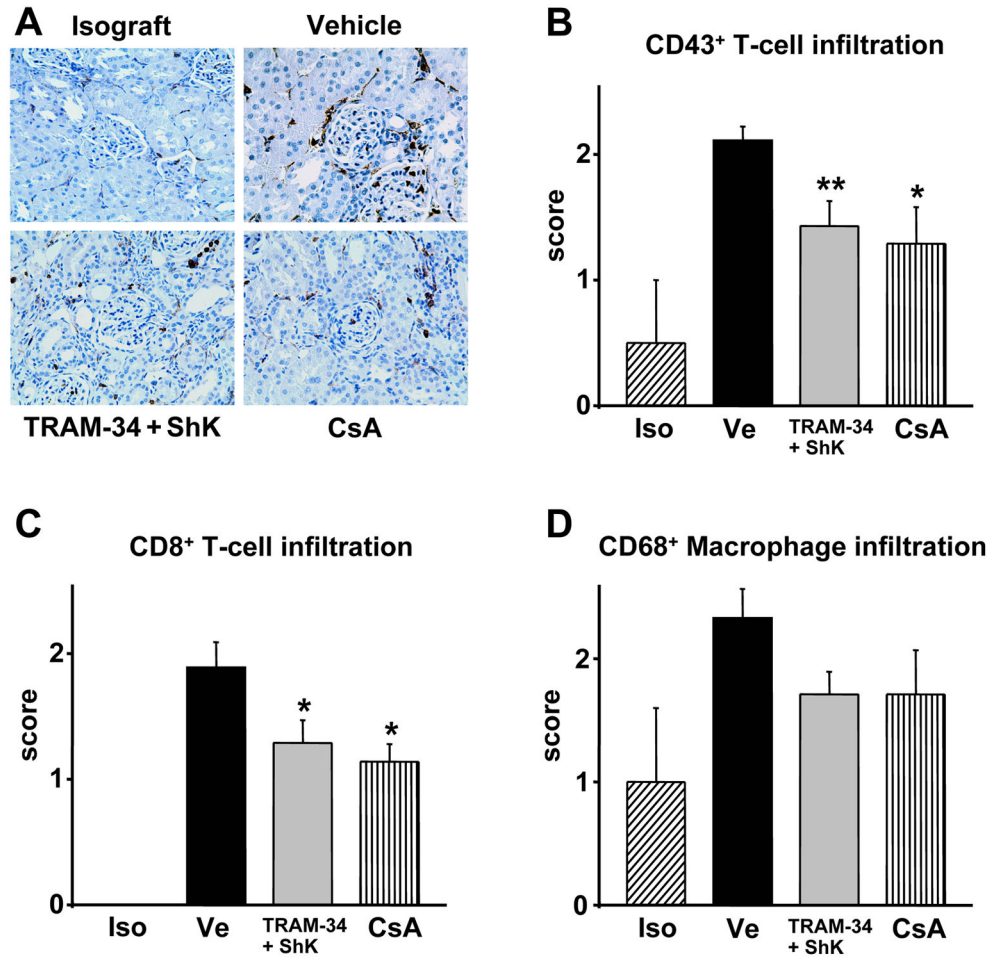 A
Isograft
Vehicle
TRAM-34 + ShK
CsA
B
CD43⁺ T-cell infiltration
score
2
1
0
**
*
Iso
Ve
TRAM-34
+ ShK
CsA
C
CD8⁺ T-cell infiltration
score
2
1
0
*
*
Iso
Ve
TRAM-34
+ ShK
CsA
D
CD68⁺ Macrophage infiltration
score
2
1
0
Iso
Ve
TRAM-34
+ ShK
CsA